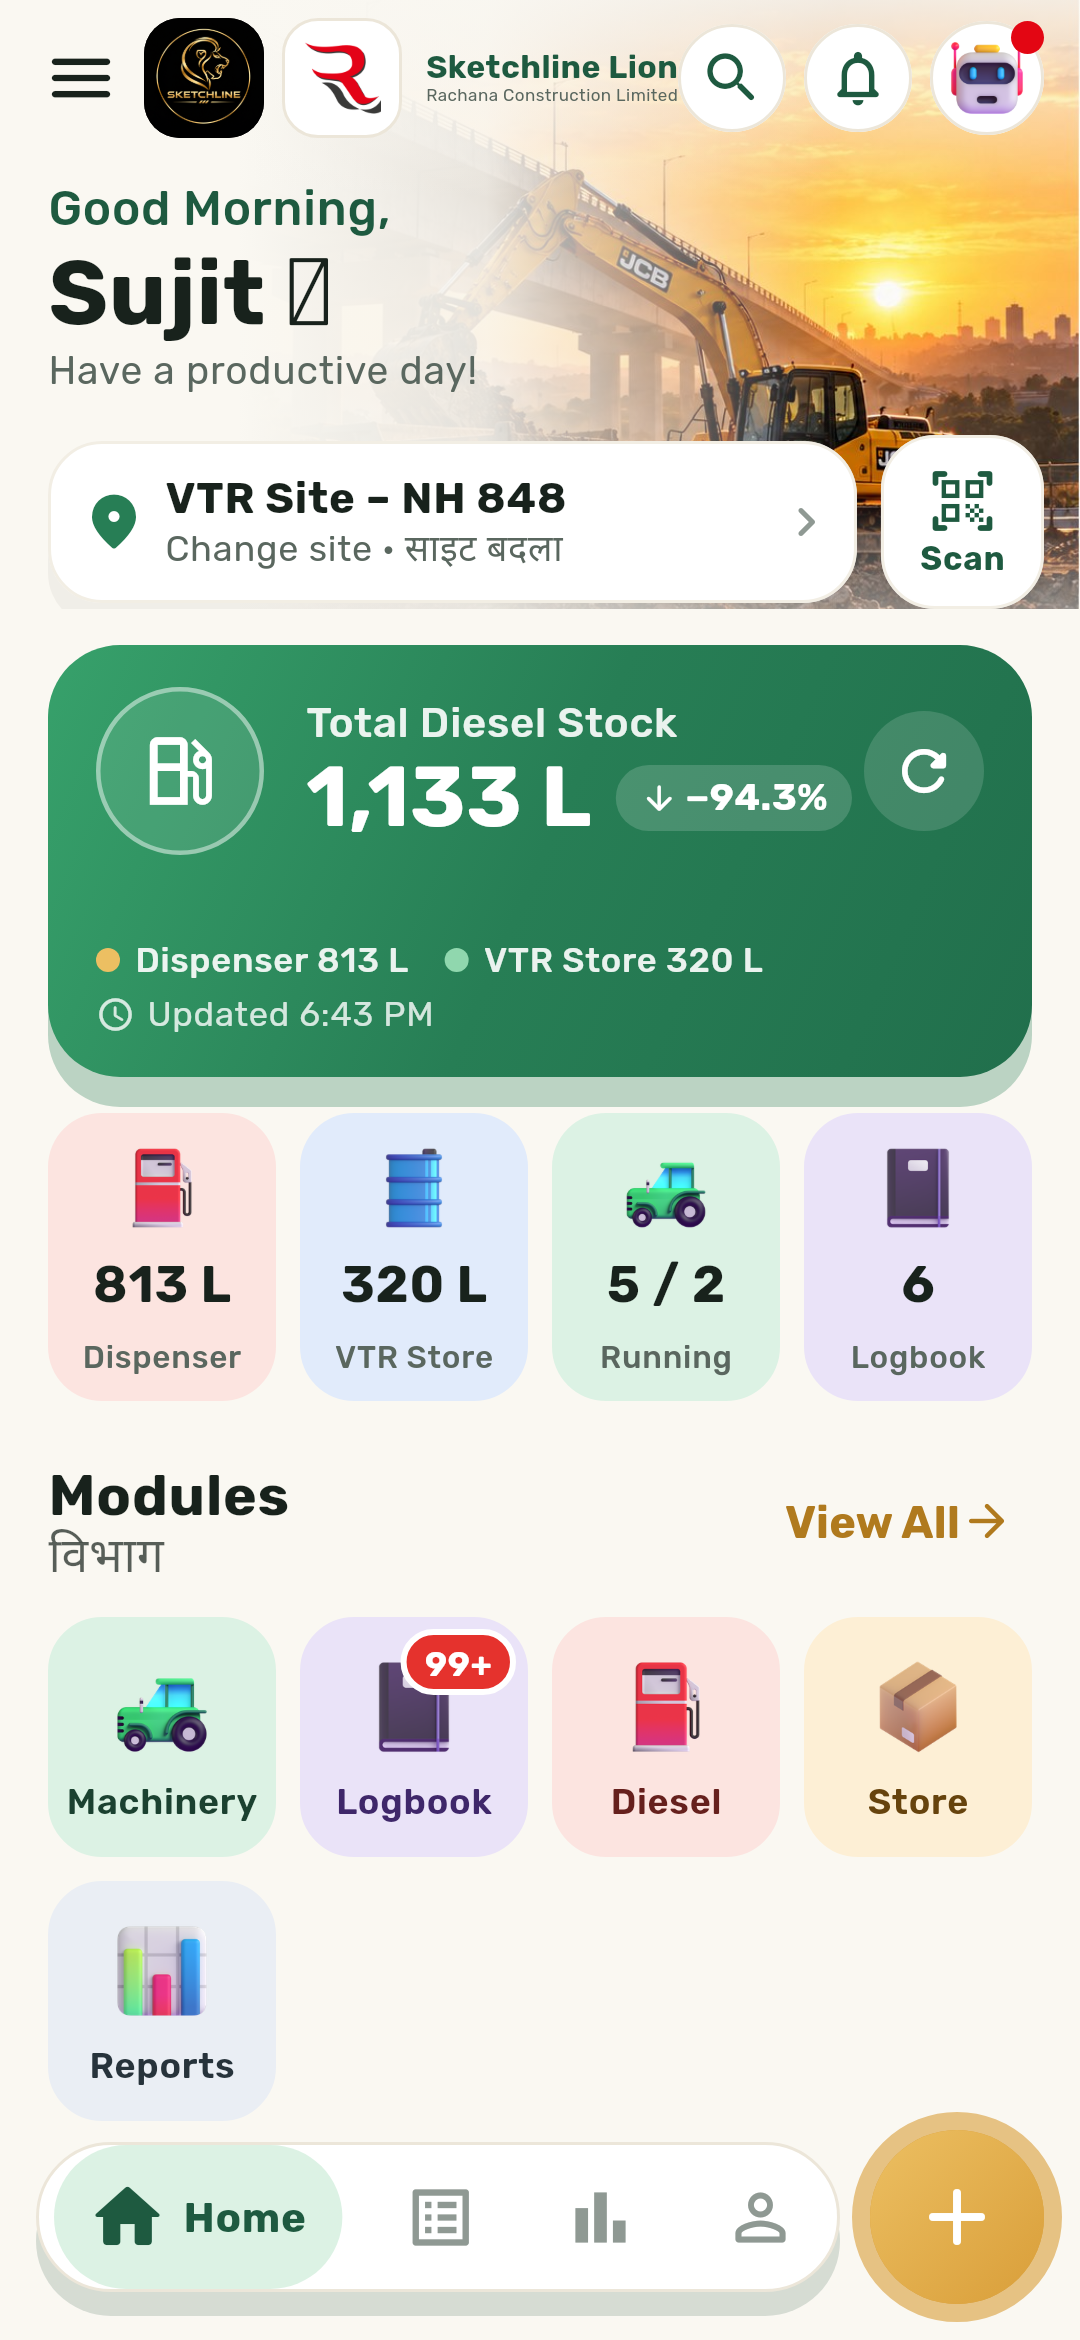 SKETCHLINE
Sketchline Lion
Rachana Construction Limited
Good Morning,
Sujit
Have a productive day!
JCB
VTR Site – NH 848
Change site • साइट बदला
Scan
Total Diesel Stock
1,133 L
–94.3%
Dispenser 813 L
VTR Store 320 L
Updated 6:43 PM
813 L
Dispenser
320 L
VTR Store
5 / 2
Running
6
Logbook
Modules
विभाग
View All
99+
Machinery
Logbook
Diesel
Store
Reports
Home